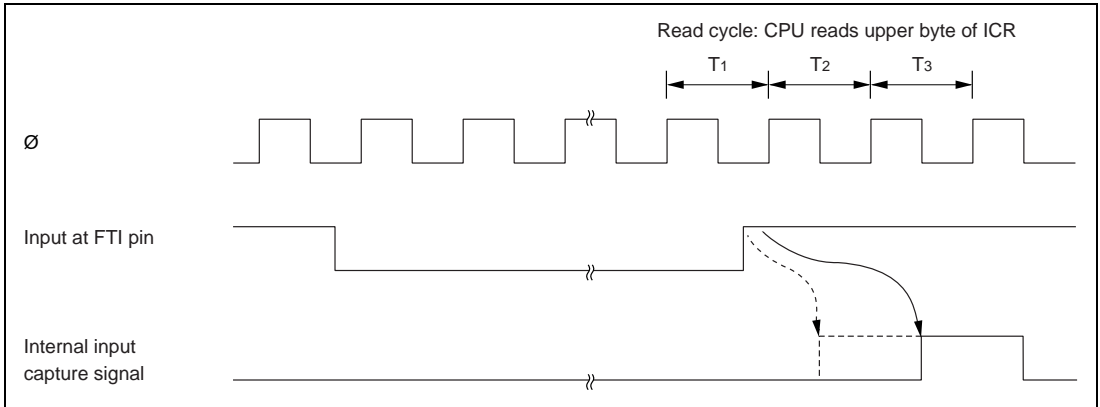 Read cycle: CPU reads upper byte of ICR
T1 T2 T3
Ø
Input at FTI pin
Internal input
capture signal